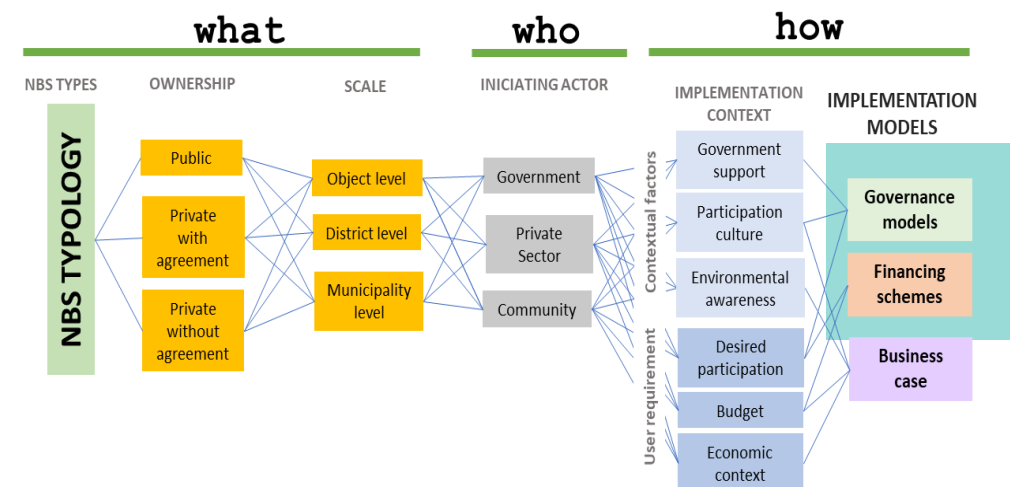 what
who
how
NBS TYPES
OWNERSHIP
SCALE
INICIATING ACTOR
IMPLEMENTATION
CONTEXT
IMPLEMENTATION
MODELS
NBS TYPOLOGY
Public
Private
with
agreement
Private
without
agreement
Object level
District level
Municipality
level
Government
Private
Sector
Community
Contextual factors
User requirement
Government
support
Participation
culture
Environmental
awareness
Desired
participation
Budget
Economic
context
Governance
models
Financing
schemes
Business
case